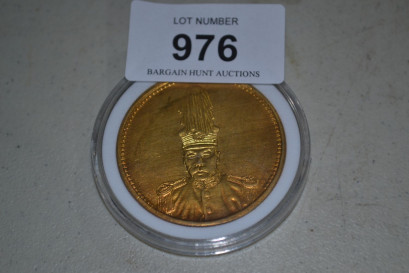 LOT NUMBER
976
BARGAIN HUNT AUCTIONS